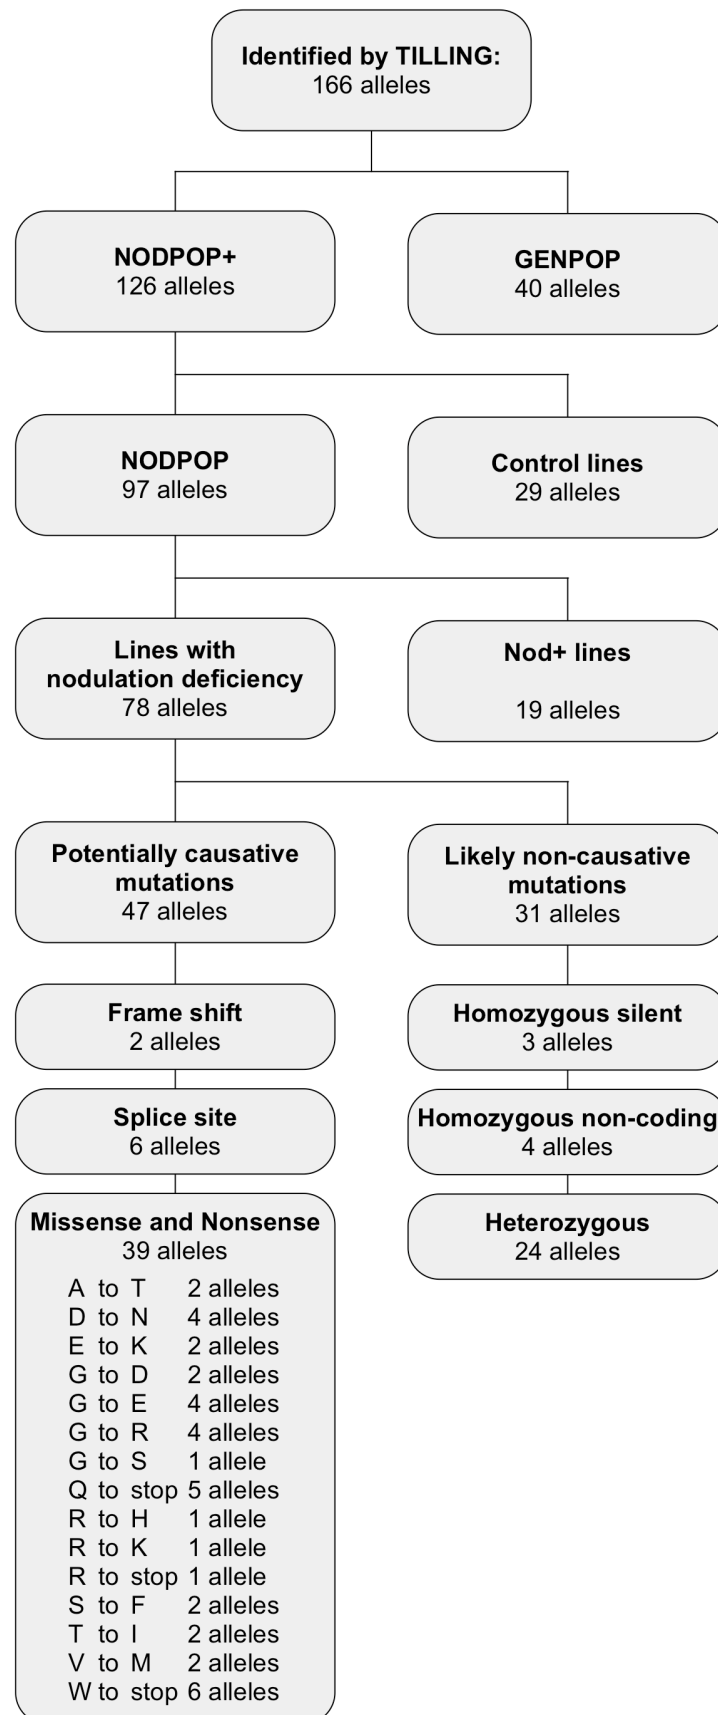 Identified by TILLING:
166 alleles
NODPOP+
126 alleles
GENPOP
40 alleles
NODPOP
97 alleles
Control lines
29 alleles
Lines with
nodulation deficiency
78 alleles
Nod+ lines
19 alleles
Potentially causative
mutations
47 alleles
Likely non-causative
mutations
31 alleles
Frame shift
2 alleles
Homozygous silent
3 alleles
Splice site
6 alleles
Homozygous non-coding
4 alleles
Missense and Nonsense
39 alleles
A to T 2 alleles
D to N 4 alleles
E to K 2 alleles
G to D 2 alleles
G to E 4 alleles
G to R 4 alleles
G to S 1 allele
Q to stop 5 alleles
R to H 1 allele
R to K 1 allele
R to stop 1 allele
S to F 2 alleles
T to I 2 alleles
V to M 2 alleles
W to stop 6 alleles
Heterozygous
24 alleles